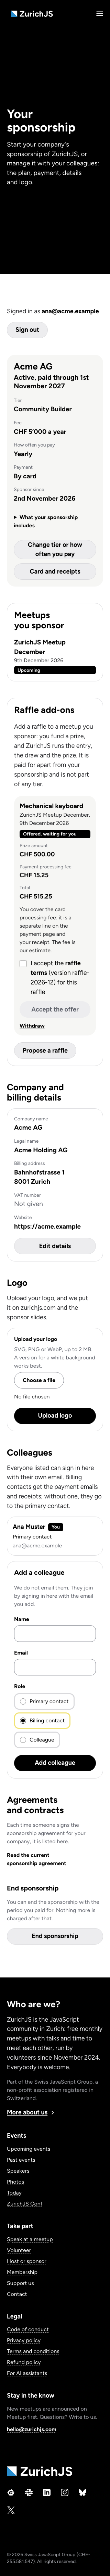 ZurichJS
Your
sponsorship
Start your company's
sponsorship of ZurichJS, or
manage it with your colleagues:
the plan, payment, details
and logo.
Signed in as ana@acme.example
Sign out
Acme AG
Active, paid through 1st
November 2027
Tier
Community Builder
Fee
CHF 5'000 a year
How often you pay
Yearly
Payment
By card
Sponsor since
2nd November 2026
What your sponsorship
includes
Change tier or how
often you pay
Card and receipts
Meetups
you sponsor
ZurichJS Meetup
December
9th December 2026
Upcoming
Raffle add-ons
Add a raffle to a meetup you
sponsor: you fund a prize,
and ZurichJS runs the entry,
the draw and the prize. It is
paid for apart from your
sponsorship and is not part
of any tier.
Mechanical keyboard
ZurichJS Meetup December,
9th December 2026
Offered, waiting for you
Prize amount
CHF 500.00
Payment processing fee
CHF 15.25
Total
CHF 515.25
You cover the card
processing fee: it is a
separate line on the
payment page and
your receipt. The fee is
our estimate.
I accept the raffle
terms (version raffle-
2026-12) for this
raffle
Accept the offer
Withdraw
Propose a raffle
Company and
billing details
Company name
Acme AG
Legal name
Acme Holding AG
Billing address
Bahnhofstrasse 1
8001 Zurich
VAT number
Not given
Website
https://acme.example
Edit details
Logo
Upload your logo, and we put
it on zurichjs.com and the
sponsor slides.
Upload your logo
SVG, PNG or WebP, up to 2 MB.
A version for a white background
works best.
Choose a file
No file chosen
Upload logo
Colleagues
Everyone listed can sign in here
with their own email. Billing
contacts get the payment emails
and receipts; without one, they go
to the primary contact.
Ana Muster You
Primary contact
ana@acme.example
Add a colleague
We do not email them. They join
by signing in here with the email
you add.
Name
Email
Role
Primary contact
Billing contact
Colleague
Add colleague
Agreements
and contracts
Each time someone signs the
sponsorship agreement for your
company, it is listed here.
Read the current
sponsorship agreement
End sponsorship
You can end the sponsorship with the
period you paid for. Nothing more is
charged after that.
End sponsorship
Who are we?
ZurichJS is the JavaScript
community in Zurich: free monthly
meetups with talks and time to
meet each other, run by
volunteers since November 2024.
Everybody is welcome.
Part of the Swiss JavaScript Group, a
non-profit association registered in
Switzerland.
More about us
Events
Upcoming events
Past events
Speakers
Photos
Today
ZurichJS Conf
Take part
Speak at a meetup
Volunteer
Host or sponsor
Membership
Support us
Contact
Legal
Code of conduct
Privacy policy
Terms and conditions
Refund policy
For AI assistants
Stay in the know
New meetups are announced on
Meetup first. Questions? Write to us.
hello@zurichjs.com
ZurichJS
© 2026 Swiss JavaScript Group (CHE-
255.581.547). All rights reserved.